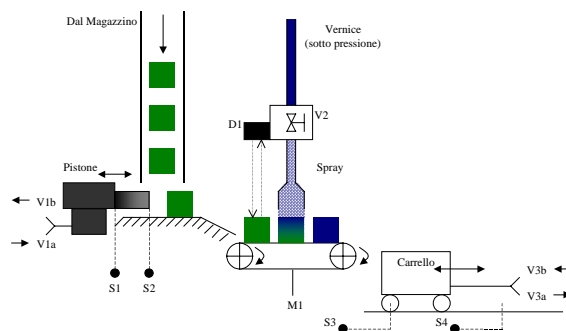 Dal Magazzino
Vernice
(sotto pressione)
D1
V2
Pistone
Spray
V1b
V1a
S1
S2
M1
Carrello
V3b
V3a
S3
S4